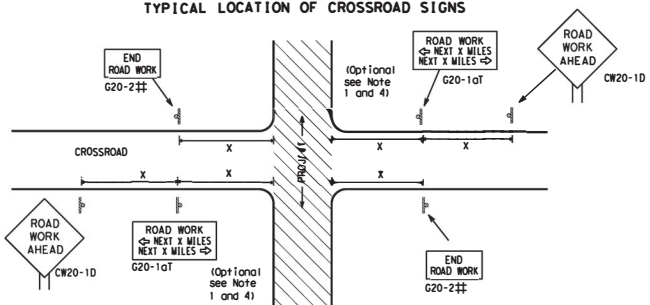 TYPICAL LOCATION OF CROSSROAD SIGNS
END
ROAD WORK
G20-2##
(Optional
see Note
1 and 4)
ROAD WORK
⇦ NEXT X MILES
NEXT X MILES ⇨
G20-1aT
ROAD
WORK
AHEAD
CW20-1D
CROSSROAD
X
X
X
X
X
X
ROAD
WORK
AHEAD
CW20-1D
ROAD WORK
⇦ NEXT X MILES
NEXT X MILES ⇨
G20-1aT
(Optional
see Note
1 and 4)
END
ROAD WORK
G20-2##